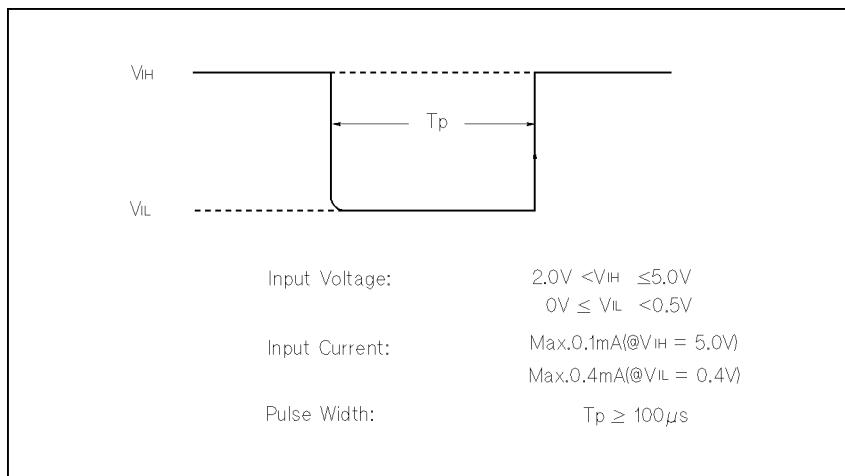 VIH
Tp
VIL
Input Voltage: 2.0V <VIH ≤5.0V
0V ≤ VIL <0.5V
Input Current: Max.0.1mA(@VIH = 5.0V)
Max.0.4mA(@VIL = 0.4V)
Pulse Width: Tp ≥ 100μs